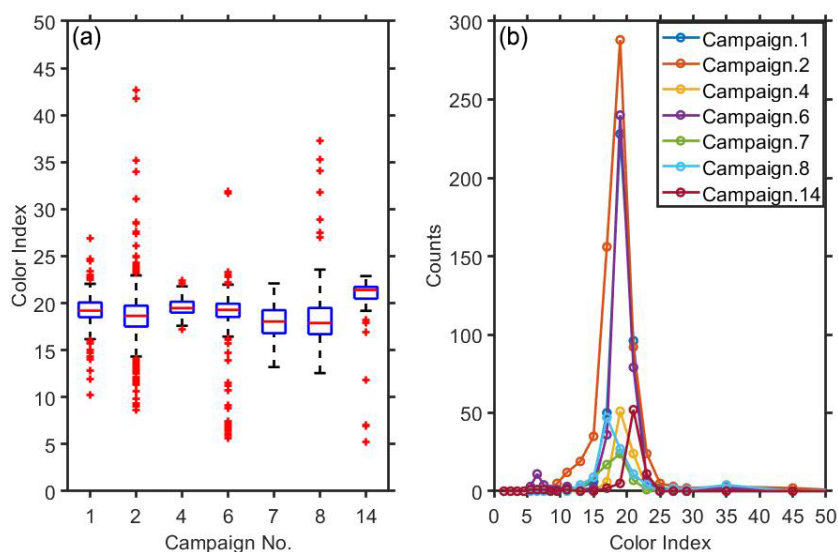 (a)
50
45
40
35
30
25
20
15
10
5
0
Color Index
1 2 4 6 7 8 14
Campaign No.
(b)
300
250
200
150
100
50
0
Counts
0 5 10 15 20 25 30 35 40 45 50
Color Index
Campaign.1
Campaign.2
Campaign.4
Campaign.6
Campaign.7
Campaign.8
Campaign.14